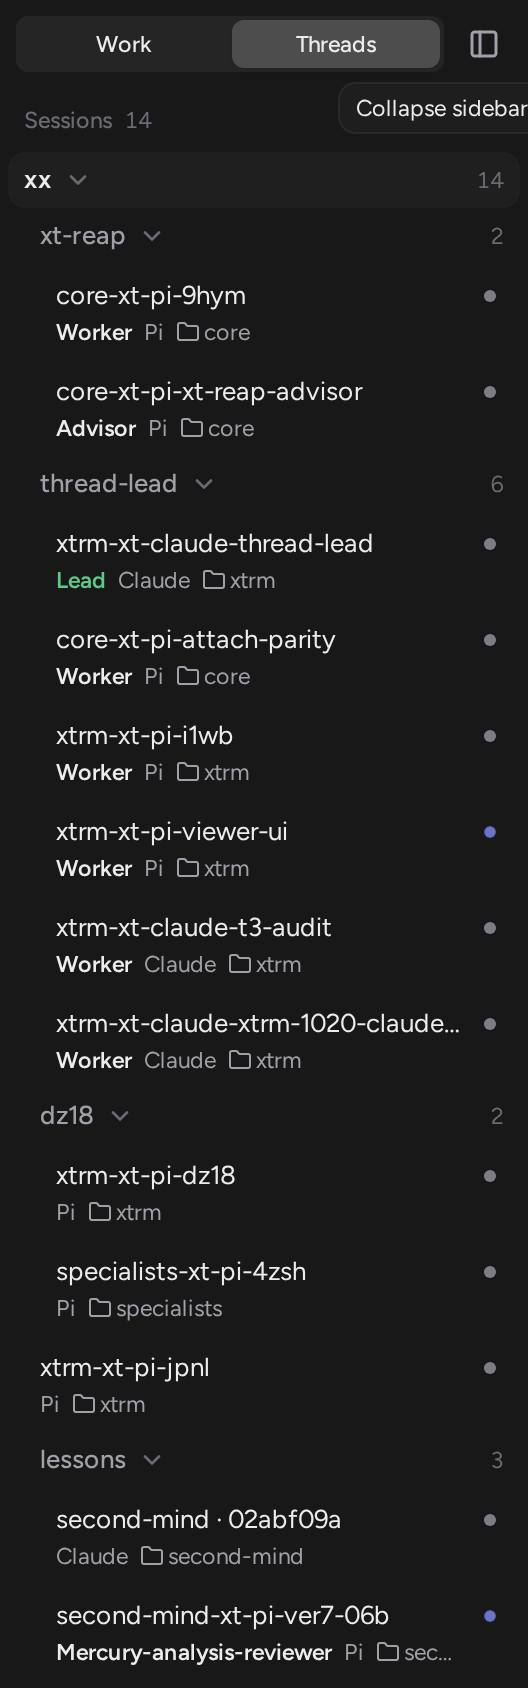 Work Threads
Collapse sidebar
Sessions 14
xx 14
xt-reap 2
core-xt-pi-9hym
Worker Pi core
core-xt-pi-xt-reap-advisor
Advisor Pi core
thread-lead 6
xtrm-xt-claude-thread-lead
Lead Claude xtrm
core-xt-pi-attach-parity
Worker Pi core
xtrm-xt-pi-i1wb
Worker Pi xtrm
xtrm-xt-pi-viewer-ui
Worker Pi xtrm
xtrm-xt-claude-t3-audit
Worker Claude xtrm
xtrm-xt-claude-xtrm-1020-claude...
Worker Claude xtrm
dz18 2
xtrm-xt-pi-dz18
Pi xtrm
specialists-xt-pi-4zsh
Pi specialists
xtrm-xt-pi-jpnl
Pi xtrm
lessons 3
second-mind · 02abf09a
Claude second-mind
second-mind-xt-pi-ver7-06b
Mercury-analysis-reviewer Pi sec...